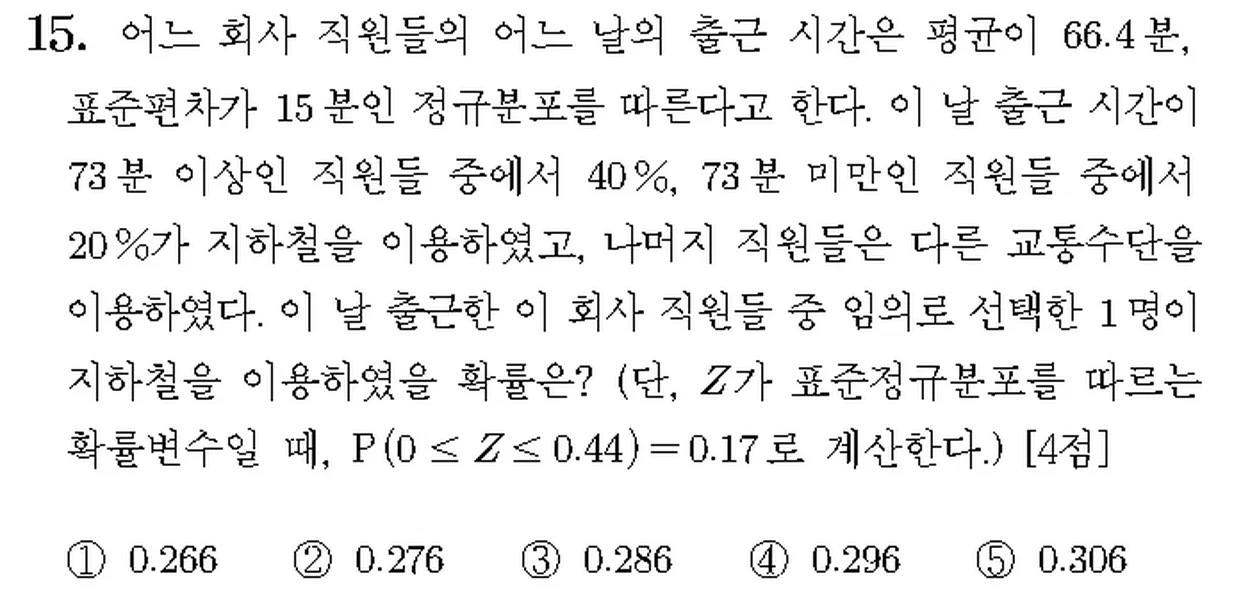 15. 어느 회사 직원들의 어느 날의 출근 시간은 평균이 66.4분,
표준편차가 15분인 정규분포를 따른다고 한다. 이 날 출근 시간이
73분 이상인 직원들 중에서 40%, 73분 미만인 직원들 중에서
20%가 지하철을 이용하였고, 나머지 직원들은 다른 교통수단을
이용하였다. 이 날 출근한 이 회사 직원들 중 임의로 선택한 1명이
지하철을 이용하였을 확률은? (단, Z가 표준정규분포를 따르는
확률변수일 때, P(0 ≤ Z ≤ 0.44) = 0.17로 계산한다.) [4점]
① 0.266 ② 0.276 ③ 0.286 ④ 0.296 ⑤ 0.306